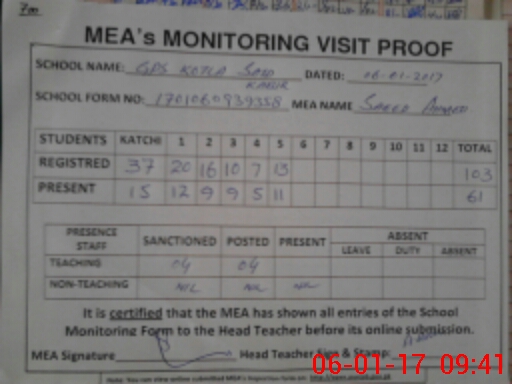 MEA's MONITORING VISIT PROOF
SCHOOL NAME: GPS KOTLA SAID DATED: 06-01-2017
SCHOOL FORM NO: MEA NAME SAEED AHMED
STUDENTS KATCHI 1 2 3 4 5 6 7 8 9 10 11 12 TOTAL
REGISTRED 37 20 16 10 7 13 103
PRESENT 15 12 9 9 5 11 61
PRESENCE STAFF SANCTIONED POSTED PRESENT ABSENT
LEAVE DUTY ABSENT
TEACHING 04 04
NON-TEACHING NIL NIL NIL
It is certified that the MEA has shown all entries of the School
Monitoring Form to the Head Teacher before its online submission.
MEA Signature Head Teacher Sign & Stamp
06-01-17 09:41